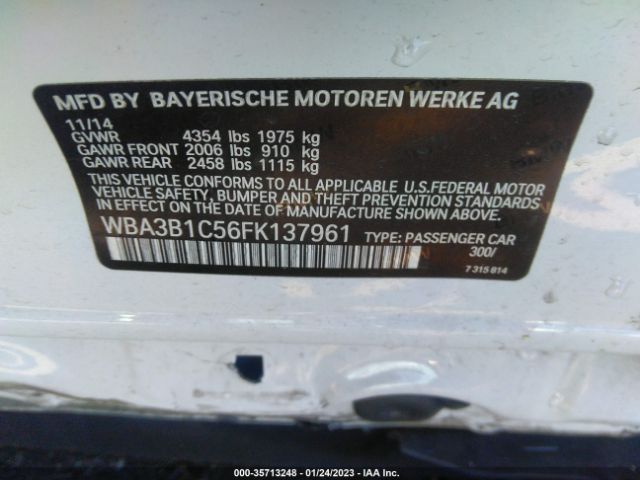 MFD BY BAYERISCHE MOTOREN WERKE AG
11/14
GVWR 4354 lbs 1975 kg
GAWR FRONT 2006 lbs 910 kg
GAWR REAR 2458 lbs 1115 kg
THIS VEHICLE CONFORMS TO ALL APPLICABLE U.S.FEDERAL MOTOR
VEHICLE SAFETY, BUMPER AND THEFT PREVENTION STANDARDS
IN EFFECT ON THE DATE OF MANUFACTURE SHOWN ABOVE.
WBA3B1C56FK137961 TYPE: PASSENGER CAR
300/
7 315 814
000-35713248 - 01/24/2023 - IAA Inc.